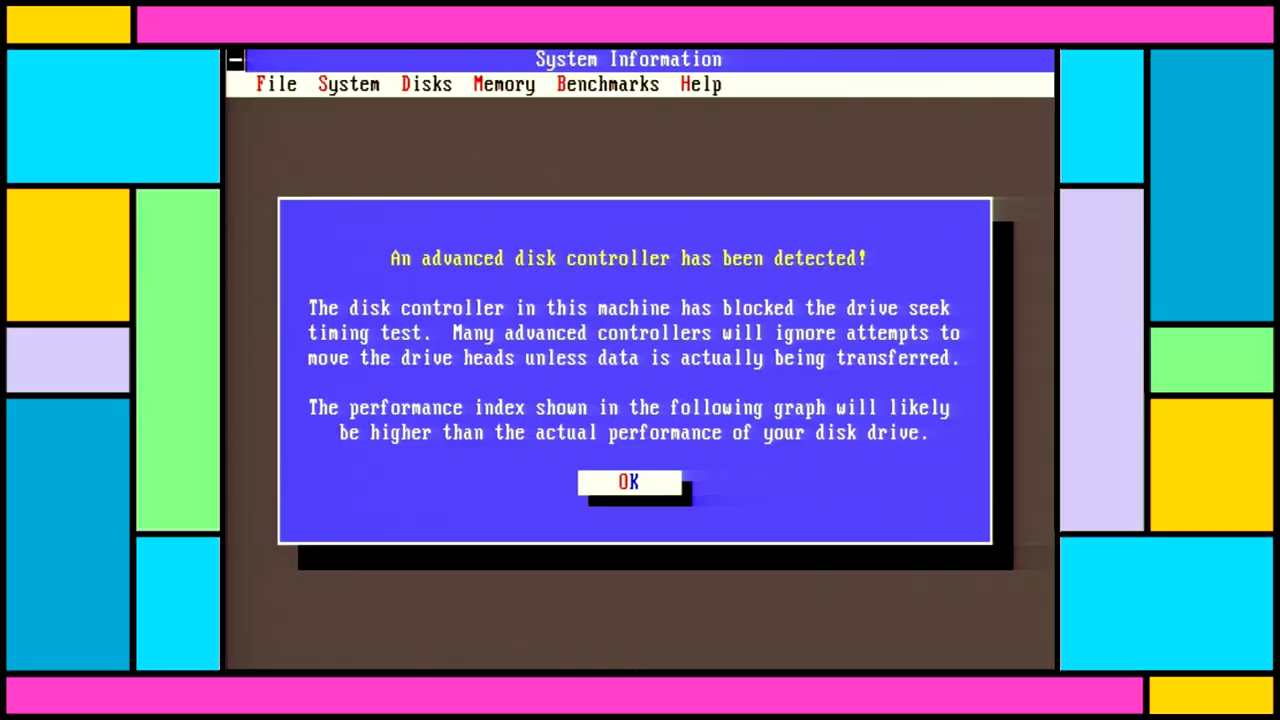 System Information
File System Disks Memory Benchmarks Help
An advanced disk controller has been detected!
The disk controller in this machine has blocked the drive seek
timing test. Many advanced controllers will ignore attempts to
move the drive heads unless data is actually being transferred.
The performance index shown in the following graph will likely
be higher than the actual performance of your disk drive.
OK